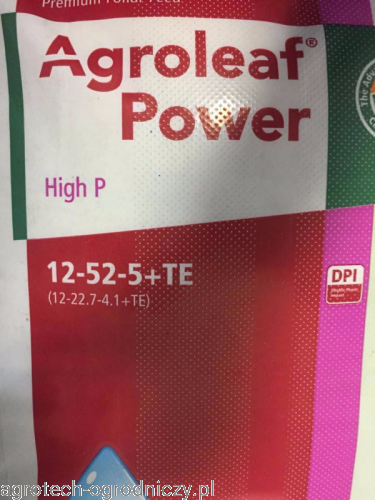 Premium Foliar Feed
Agroleaf®
Power
High P
12-52-5+TE
(12-22.7-4.1+TE)
DPI
agrotech-ogrodniczy.pl